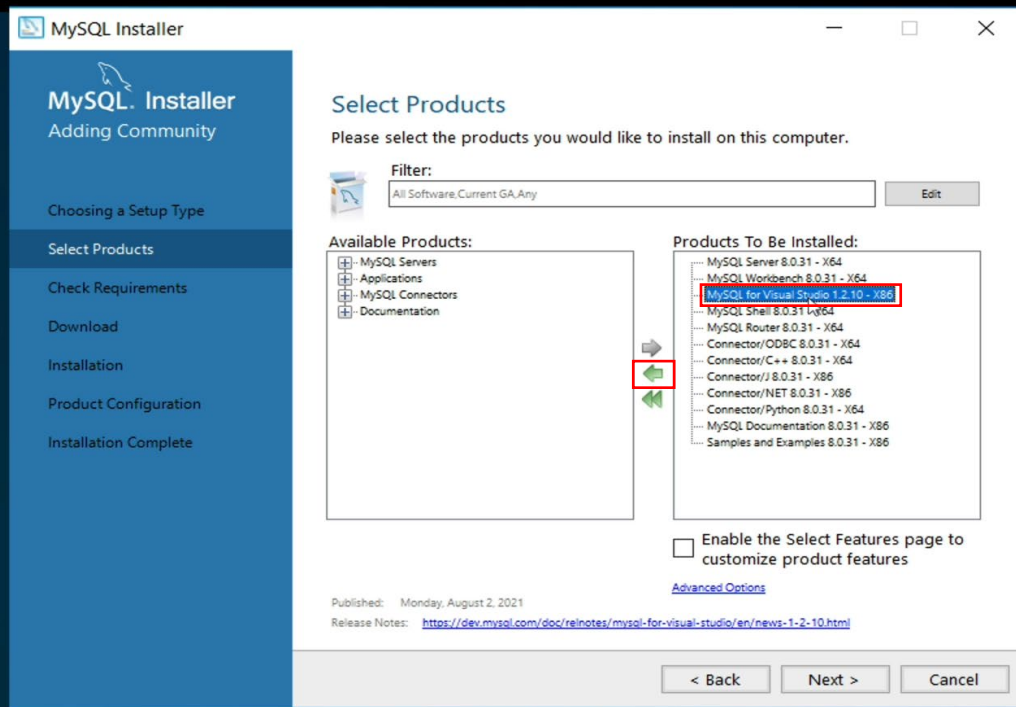 MySQL Installer
MySQL. Installer
Adding Community
Choosing a Setup Type
Select Products
Check Requirements
Download
Installation
Product Configuration
Installation Complete
Select Products
Please select the products you would like to install on this computer.
Filter:
All Software,Current GA,Any
Edit
Available Products:
MySQL Servers
Applications
MySQL Connectors
Documentation
Products To Be Installed:
MySQL Server 8.0.31 - X64
MySQL Workbench 8.0.31 - X64
MySQL for Visual Studio 1.2.10 - X86
MySQL Shell 8.0.31 - X64
MySQL Router 8.0.31 - X64
Connector/ODBC 8.0.31 - X64
Connector/C++ 8.0.31 - X64
Connector/J 8.0.31 - X86
Connector/NET 8.0.31 - X86
Connector/Python 8.0.31 - X64
MySQL Documentation 8.0.31 - X86
Samples and Examples 8.0.31 - X86
Enable the Select Features page to
customize product features
Advanced Options
Published: Monday, August 2, 2021
Release Notes: https://dev.mysql.com/doc/relnotes/mysql-for-visual-studio/en/news-1-2-10.html
< Back
Next >
Cancel